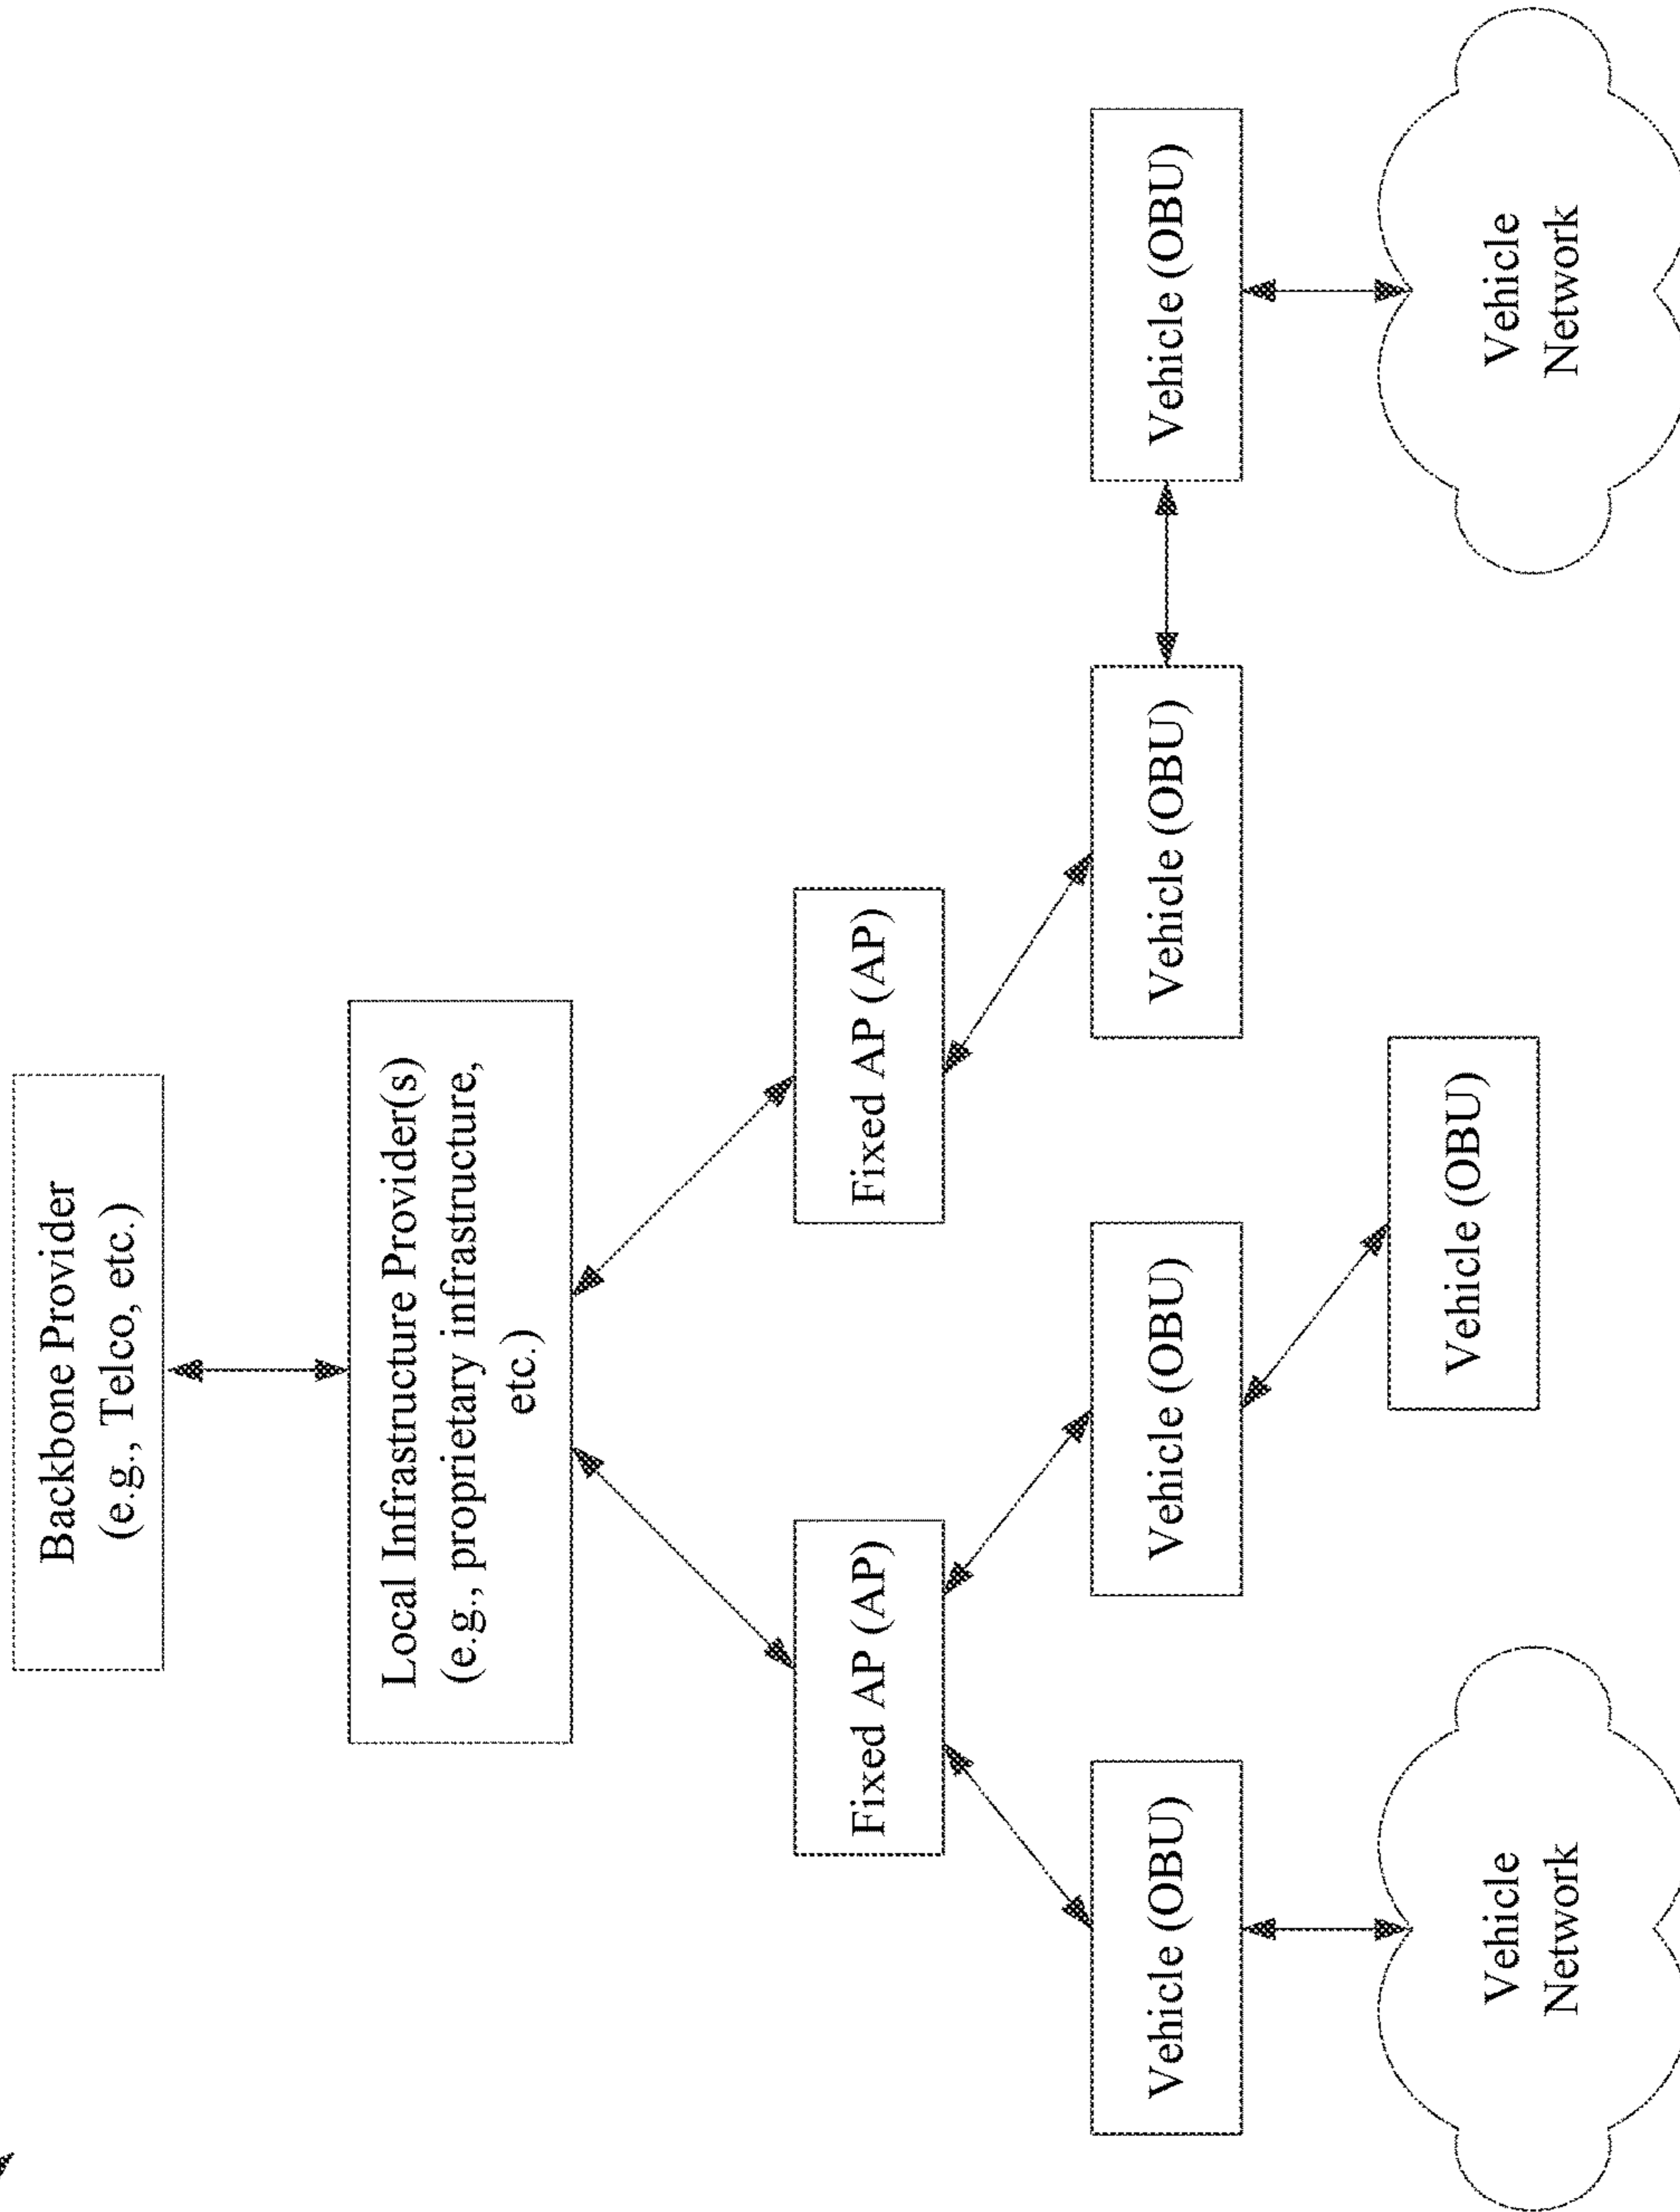 Backbone Provider
(e.g., Telco, etc.)
Local Infrastructure Provider(s)
(e.g., proprietary infrastructure,
etc.)
Fixed AP (AP)
Fixed AP (AP)
Vehicle (OBU)
Vehicle (OBU)
Vehicle (OBU)
Vehicle (OBU)
Vehicle (OBU)
Vehicle
Network
Vehicle
Network